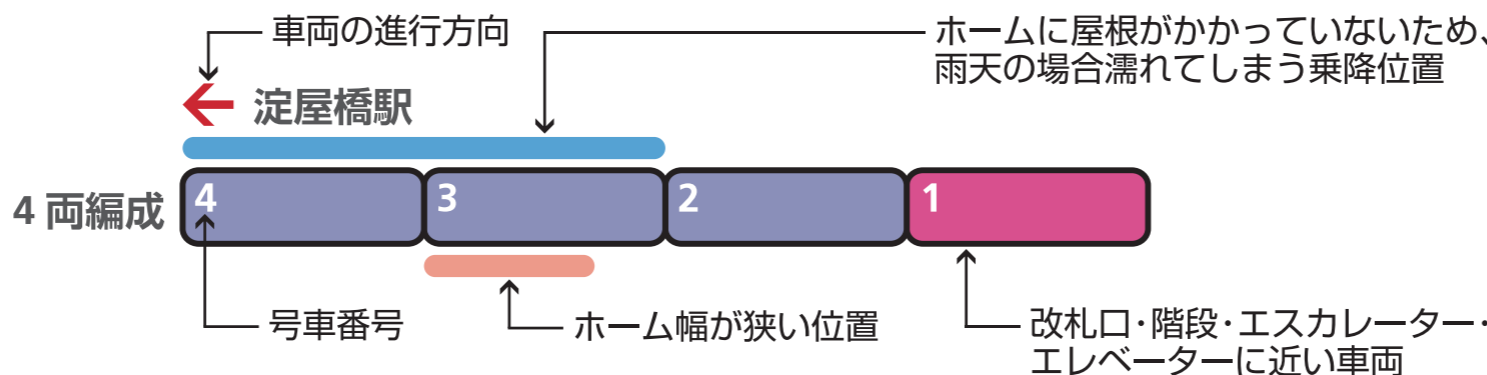 車両の進行方向
ホームに屋根がかかっていないため、
雨天の場合濡れてしまう乗降位置
淀屋橋駅
4 両編成
4
3
2
1
号車番号
ホーム幅が狭い位置
改札口・階段・エスカレーター・
エレベーターに近い車両